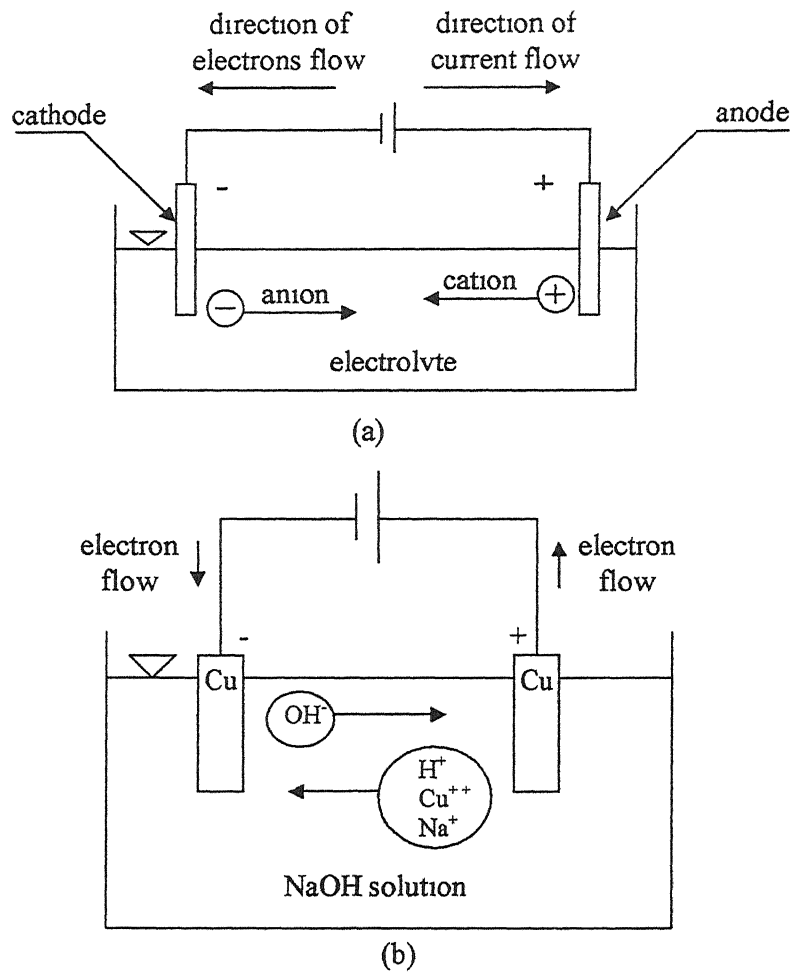 direction of
electrons flow
direction of
current flow
cathode
anode
-
+
− anion
cation +
electrolvte
(a)
electron
flow
electron
flow
-
+
Cu
Cu
OH⁻
H⁺
Cu⁺⁺
Na⁺
NaOH solution
(b)